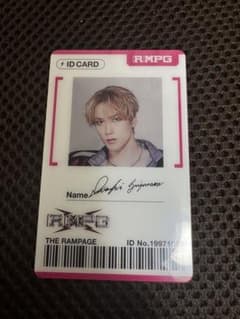 ID CARD
RMPG
Name
RMPG
THE RAMPAGE
ID No.1997